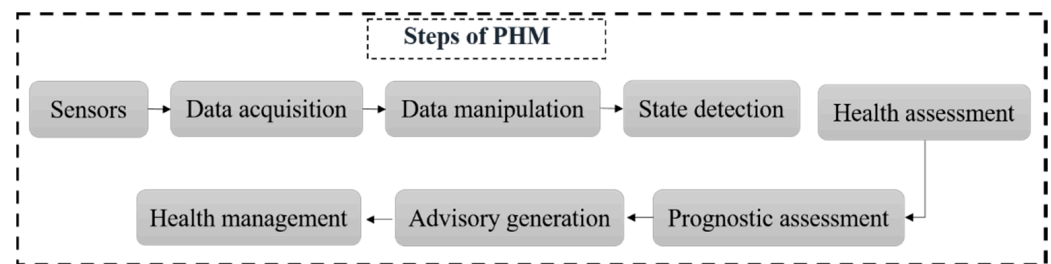 Steps of PHM
Sensors
Data acquisition
Data manipulation
State detection
Health assessment
Health management
Advisory generation
Prognostic assessment